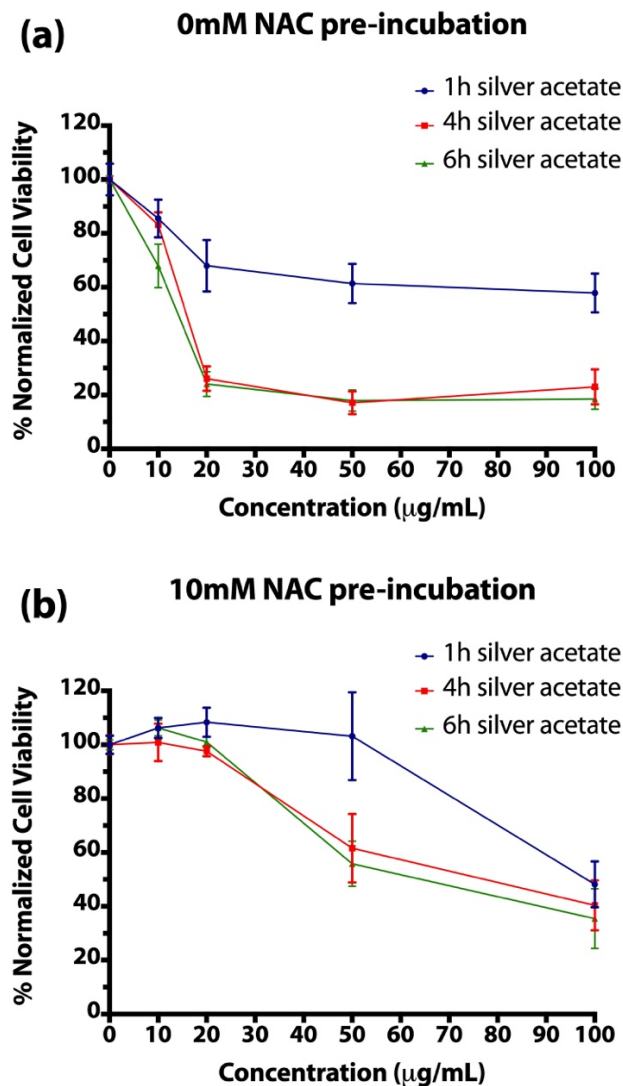 (a)
0mM NAC pre-incubation
1h silver acetate
4h silver acetate
6h silver acetate
% Normalized Cell Viability
120
100
80
60
40
20
0
0 10 20 30 40 50 60 70 80 90 100
Concentration (μg/mL)
(b)
10mM NAC pre-incubation
1h silver acetate
4h silver acetate
6h silver acetate
% Normalized Cell Viability
120
100
80
60
40
20
0
0 10 20 30 40 50 60 70 80 90 100
Concentration (μg/mL)